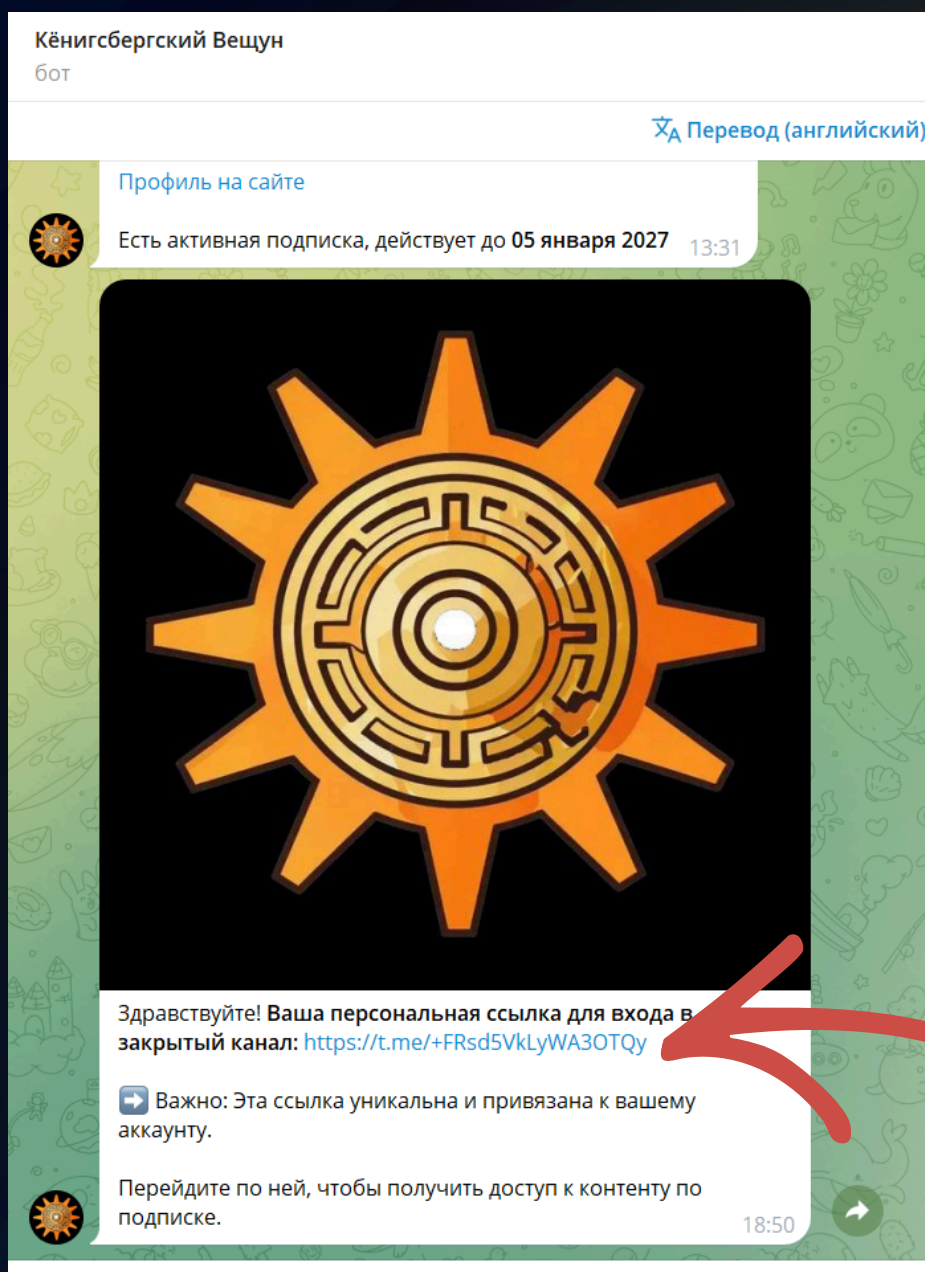 Кёнигсбергский Вещун
бот
Перевод (английский)
Профиль на сайте
Есть активная подписка, действует до 05 января 2027 13:31
Здравствуйте! Ваша персональная ссылка для входа в
закрытый канал: https://t.me/+FRsd5VkLyWA3OTQy
➡️ Важно: Эта ссылка уникальна и привязана к вашему
аккаунту.
Перейдите по ней, чтобы получить доступ к контенту по
подписке. 18:50